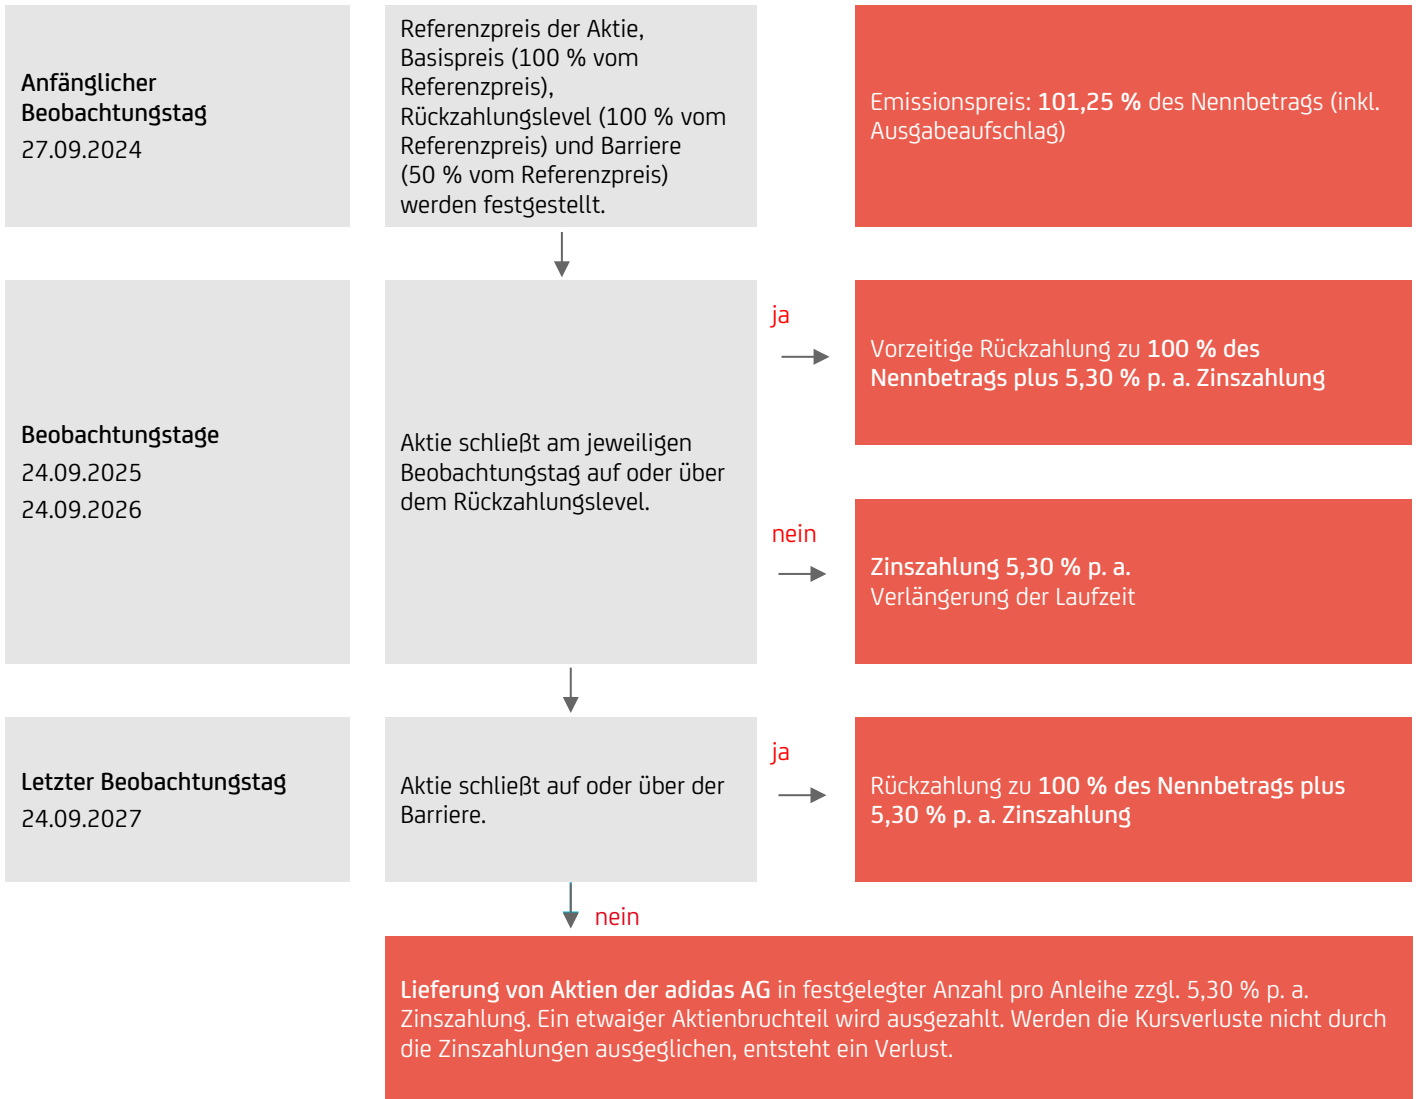 Anfänglicher
Beobachtungstag
27.09.2024
Referenzpreis der Aktie,
Basispreis (100 % vom
Referenzpreis),
Rückzahlungslevel (100 % vom
Referenzpreis) und Barriere
(50 % vom Referenzpreis)
werden festgestellt.
Emissionspreis: 101,25 % des Nennbetrags (inkl.
Ausgabeaufschlag)
Beobachtungstage
24.09.2025
24.09.2026
Aktie schließt am jeweiligen
Beobachtungstag auf oder über
dem Rückzahlungslevel.
ja
Vorzeitige Rückzahlung zu 100 % des
Nennbetrags plus 5,30 % p. a. Zinszahlung
nein
Zinszahlung 5,30 % p. a.
Verlängerung der Laufzeit
Letzter Beobachtungstag
24.09.2027
Aktie schließt auf oder über der
Barriere.
ja
Rückzahlung zu 100 % des Nennbetrags plus
5,30 % p. a. Zinszahlung
nein
Lieferung von Aktien der adidas AG in festgelegter Anzahl pro Anleihe zzgl. 5,30 % p. a.
Zinszahlung. Ein etwaiger Aktienbruchteil wird ausgezahlt. Werden die Kursverluste nicht durch
die Zinszahlungen ausgeglichen, entsteht ein Verlust.